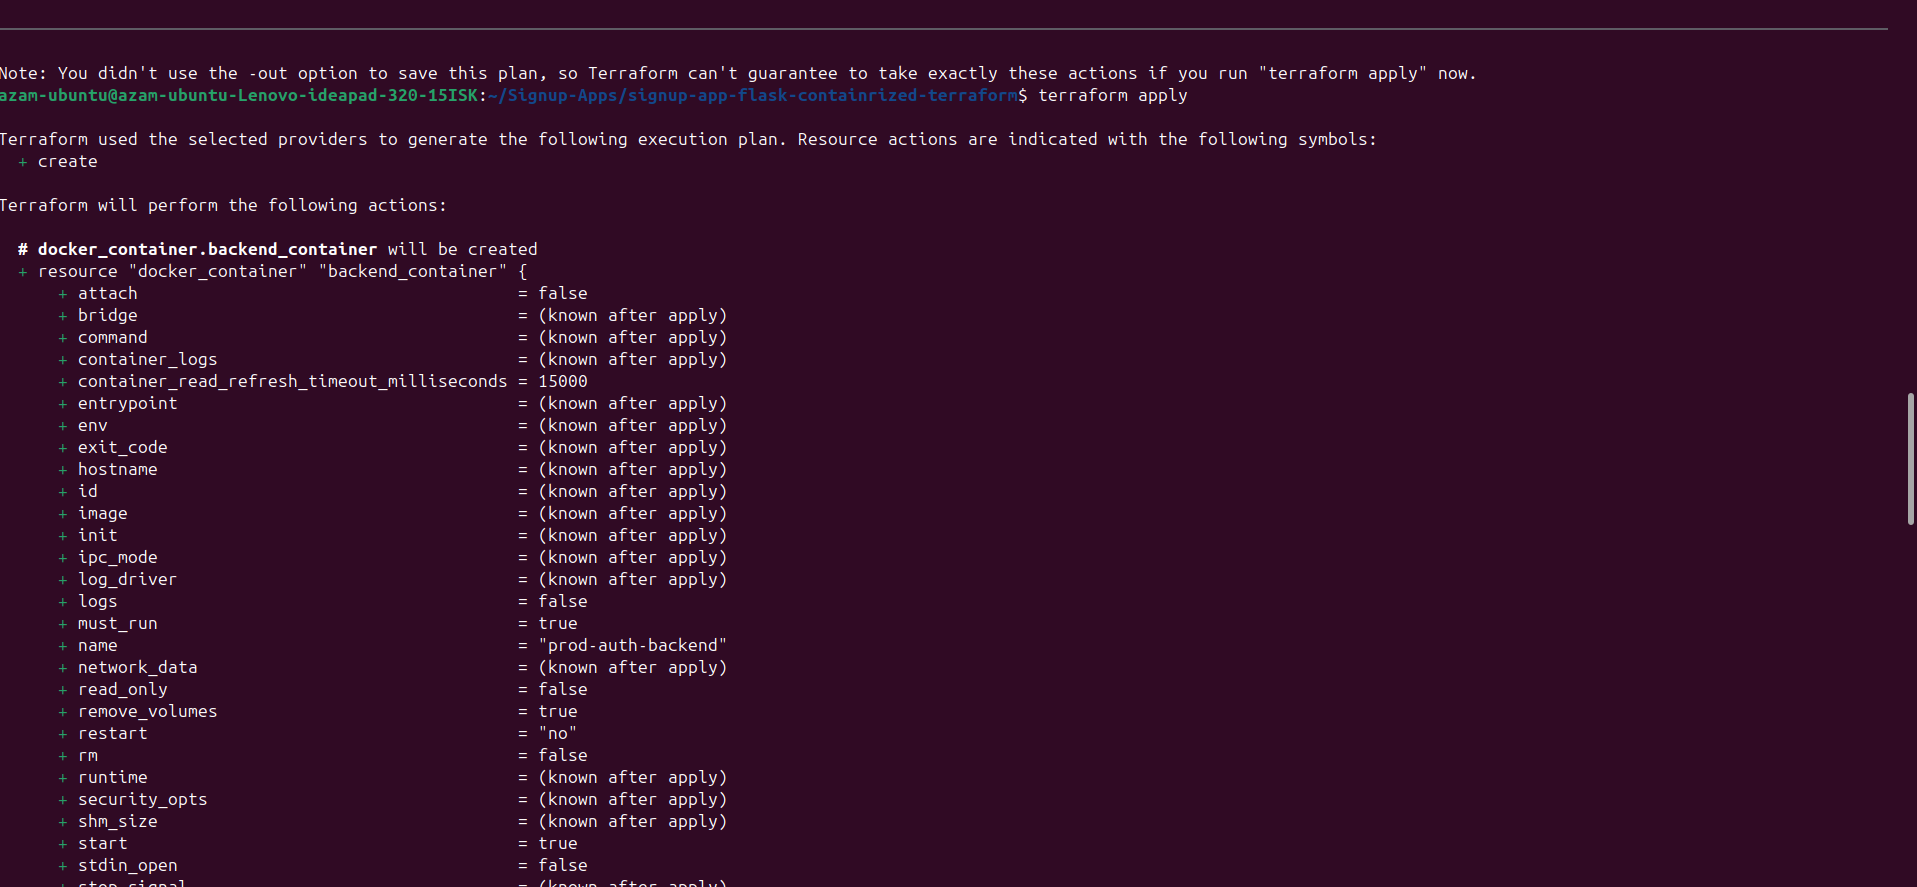 Note: You didn't use the -out option to save this plan, so Terraform can't guarantee to take exactly these actions if you run "terraform apply" now.
azam-ubuntu@azam-ubuntu-Lenovo-ideapad-320-15ISK:~/Signup-Apps/signup-app-flask-containrized-terraform$ terraform apply
Terraform used the selected providers to generate the following execution plan. Resource actions are indicated with the following symbols:
+ create
Terraform will perform the following actions:
# docker_container.backend_container will be created
+ resource "docker_container" "backend_container" {
+ attach = false
+ bridge = (known after apply)
+ command = (known after apply)
+ container_logs = (known after apply)
+ container_read_refresh_timeout_milliseconds = 15000
+ entrypoint = (known after apply)
+ env = (known after apply)
+ exit_code = (known after apply)
+ hostname = (known after apply)
+ id = (known after apply)
+ image = (known after apply)
+ init = (known after apply)
+ ipc_mode = (known after apply)
+ log_driver = (known after apply)
+ logs = false
+ must_run = true
+ name = "prod-auth-backend"
+ network_data = (known after apply)
+ read_only = false
+ remove_volumes = true
+ restart = "no"
+ rm = false
+ runtime = (known after apply)
+ security_opts = (known after apply)
+ shm_size = (known after apply)
+ start = true
+ stdin_open = false
+ stop_signal = (known after apply)